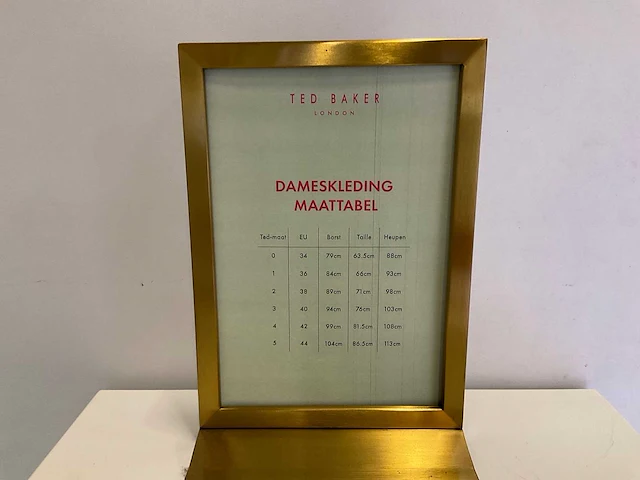 TED BAKER
LONDON
DAMESKLEDING
MAATTABEL
Ted-maat EU Borst Taille Heupen
0 34 79cm 63.5cm 88cm
1 36 84cm 66cm 93cm
2 38 89cm 71cm 98cm
3 40 94cm 76cm 103cm
4 42 99cm 81.5cm 108cm
5 44 104cm 86.5cm 113cm